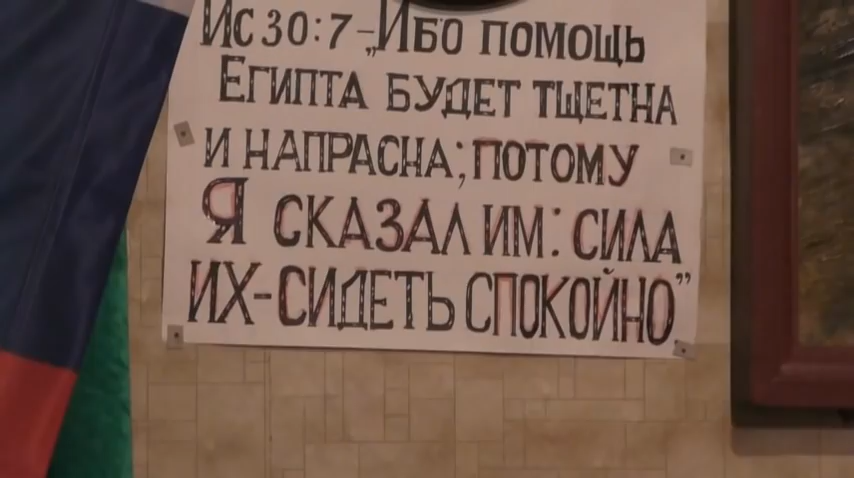 Ис 30:7-„Ибо помощь
Египта будет тщетна
и напрасна; потому
Я сказал им: сила
их-сидеть спокойно”